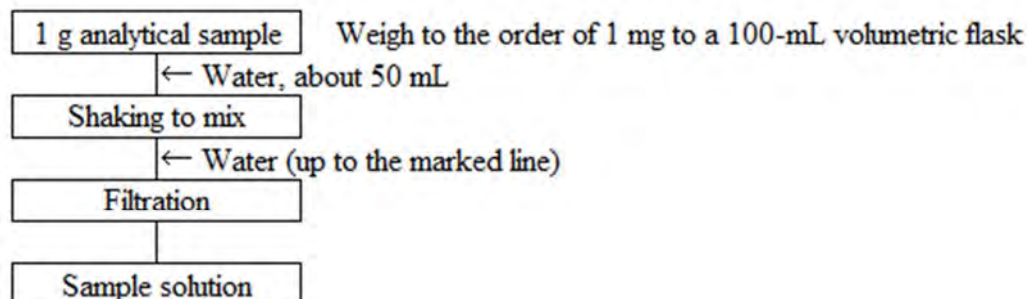 1 g analytical sample Weigh to the order of 1 mg to a 100-mL volumetric flask
← Water, about 50 mL
Shaking to mix
← Water (up to the marked line)
Filtration
Sample solution